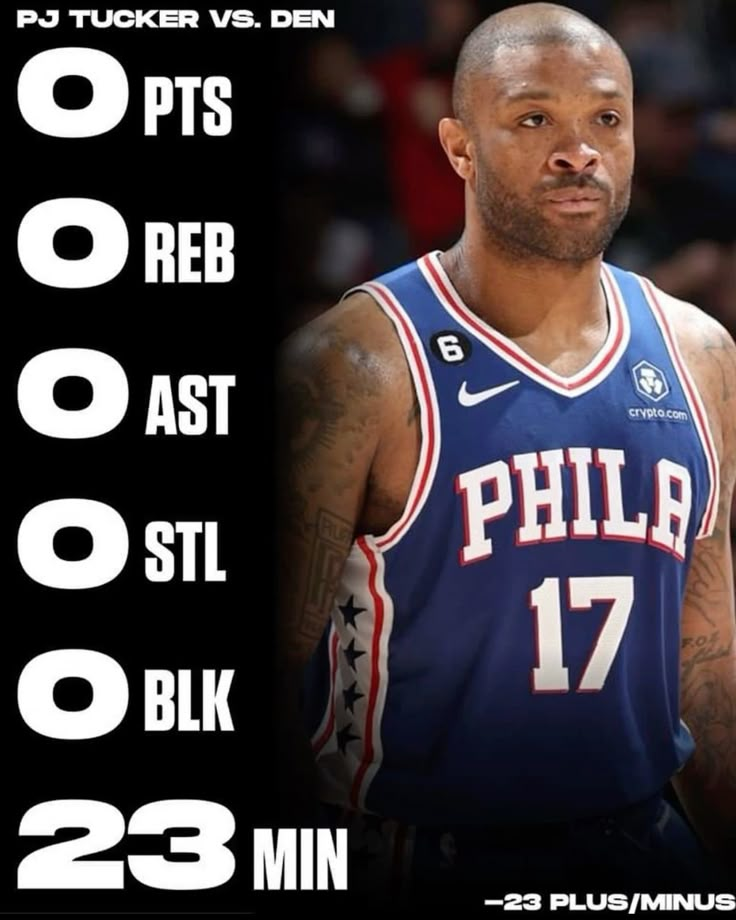 PJ TUCKER VS. DEN
0 PTS
0 REB
0 AST
0 STL
0 BLK
23 MIN
6
crypto.com
PHILA
17
−23 PLUS/MINUS